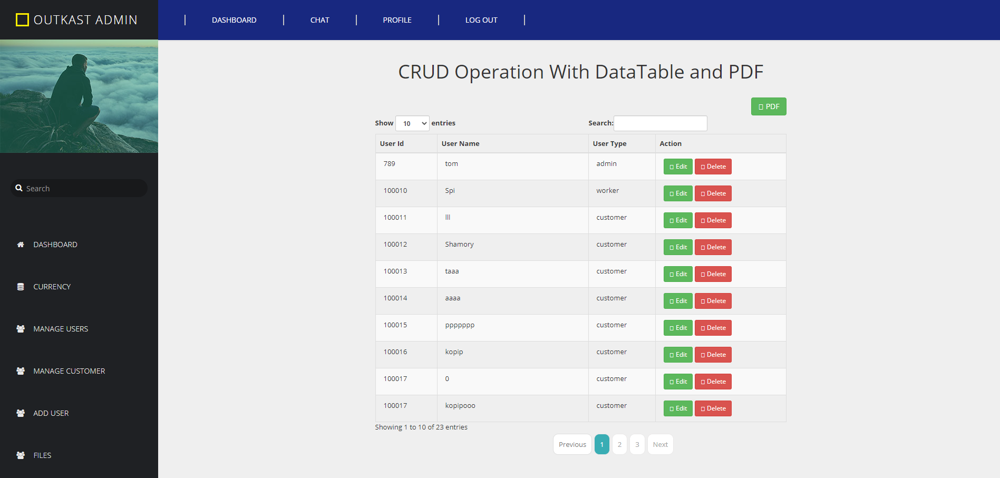 OUTKAST ADMIN
DASHBOARD
CHAT
PROFILE
LOG OUT
Search
DASHBOARD
CURRENCY
MANAGE USERS
MANAGE CUSTOMER
ADD USER
FILES
CRUD Operation With DataTable and PDF
PDF
Show 10 entries
Search:
User Id User Name User Type Action
789 tom admin Edit Delete
100010 Spi worker Edit Delete
100011 lll customer Edit Delete
100012 Shamory customer Edit Delete
100013 taaa customer Edit Delete
100014 aaaa customer Edit Delete
100015 ppppppp customer Edit Delete
100016 kopip customer Edit Delete
100017 0 customer Edit Delete
100017 kopipooo customer Edit Delete
Showing 1 to 10 of 23 entries
Previous 1 2 3 Next